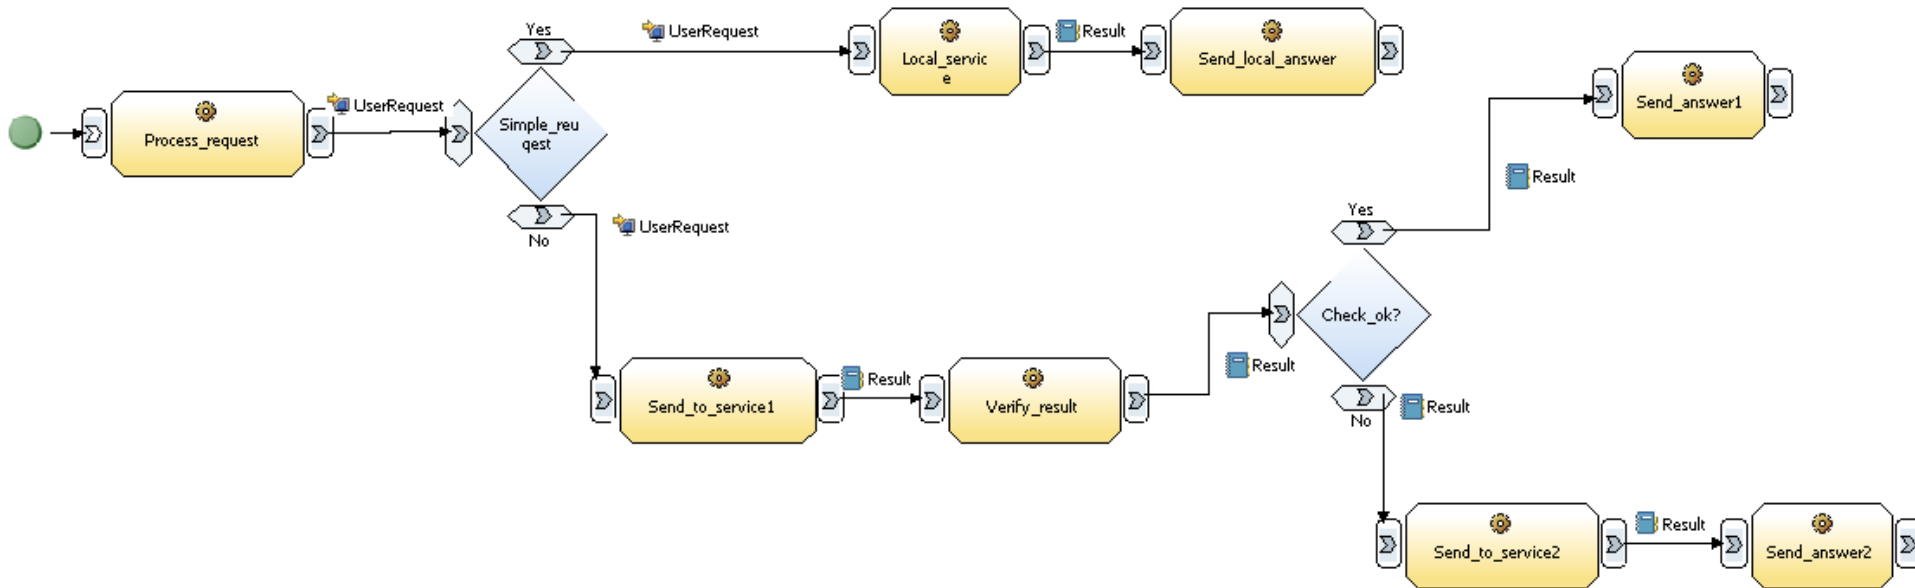 Yes
UserRequest
Local_servic
e
Result
Send_local_answer
Send_answer1
UserRequest
Process_request
Simple_reu
qest
No
UserRequest
Result
Yes
Check_ok?
Result
No
Result
Send_to_service1
Result
Verify_result
Send_to_service2
Result
Send_answer2